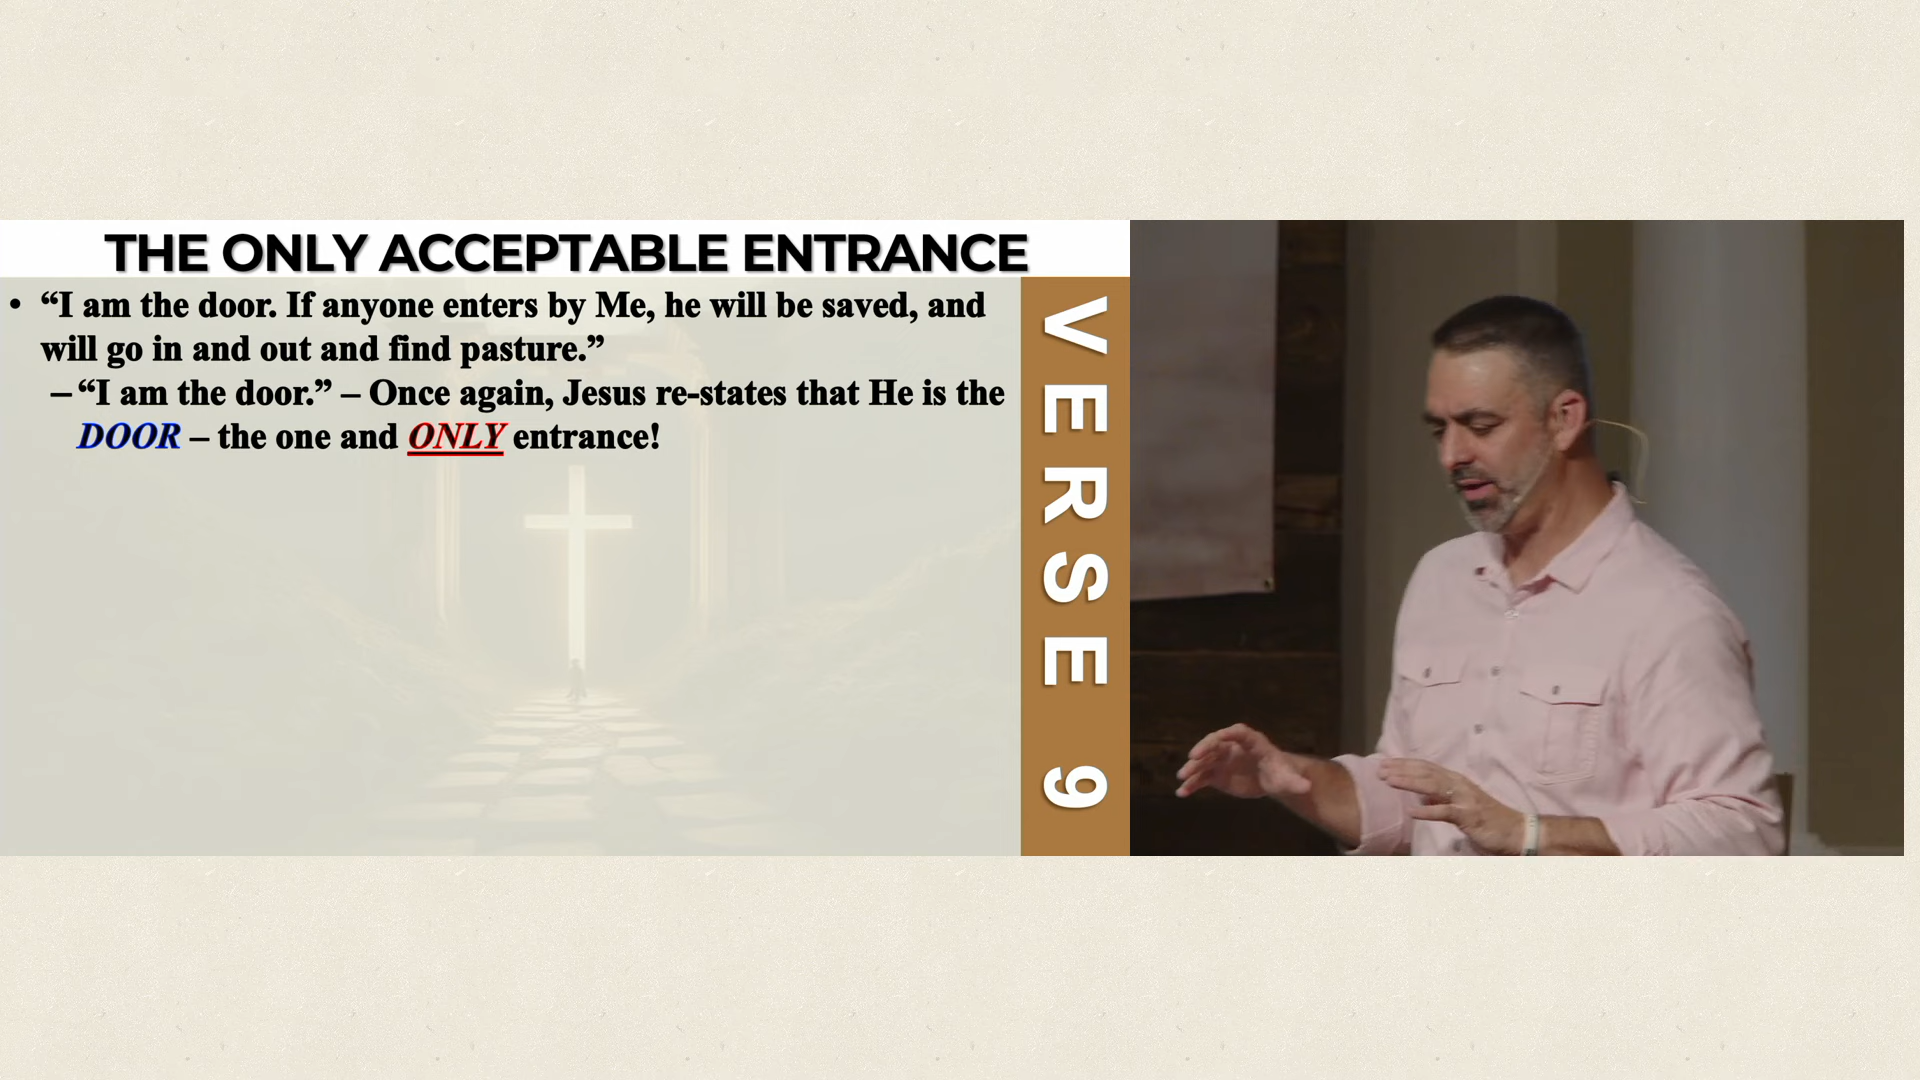 THE ONLY ACCEPTABLE ENTRANCE
• “I am the door. If anyone enters by Me, he will be saved, and
will go in and out and find pasture.”
– “I am the door.” – Once again, Jesus re-states that He is the
DOOR – the one and ONLY entrance!
VERSE 9